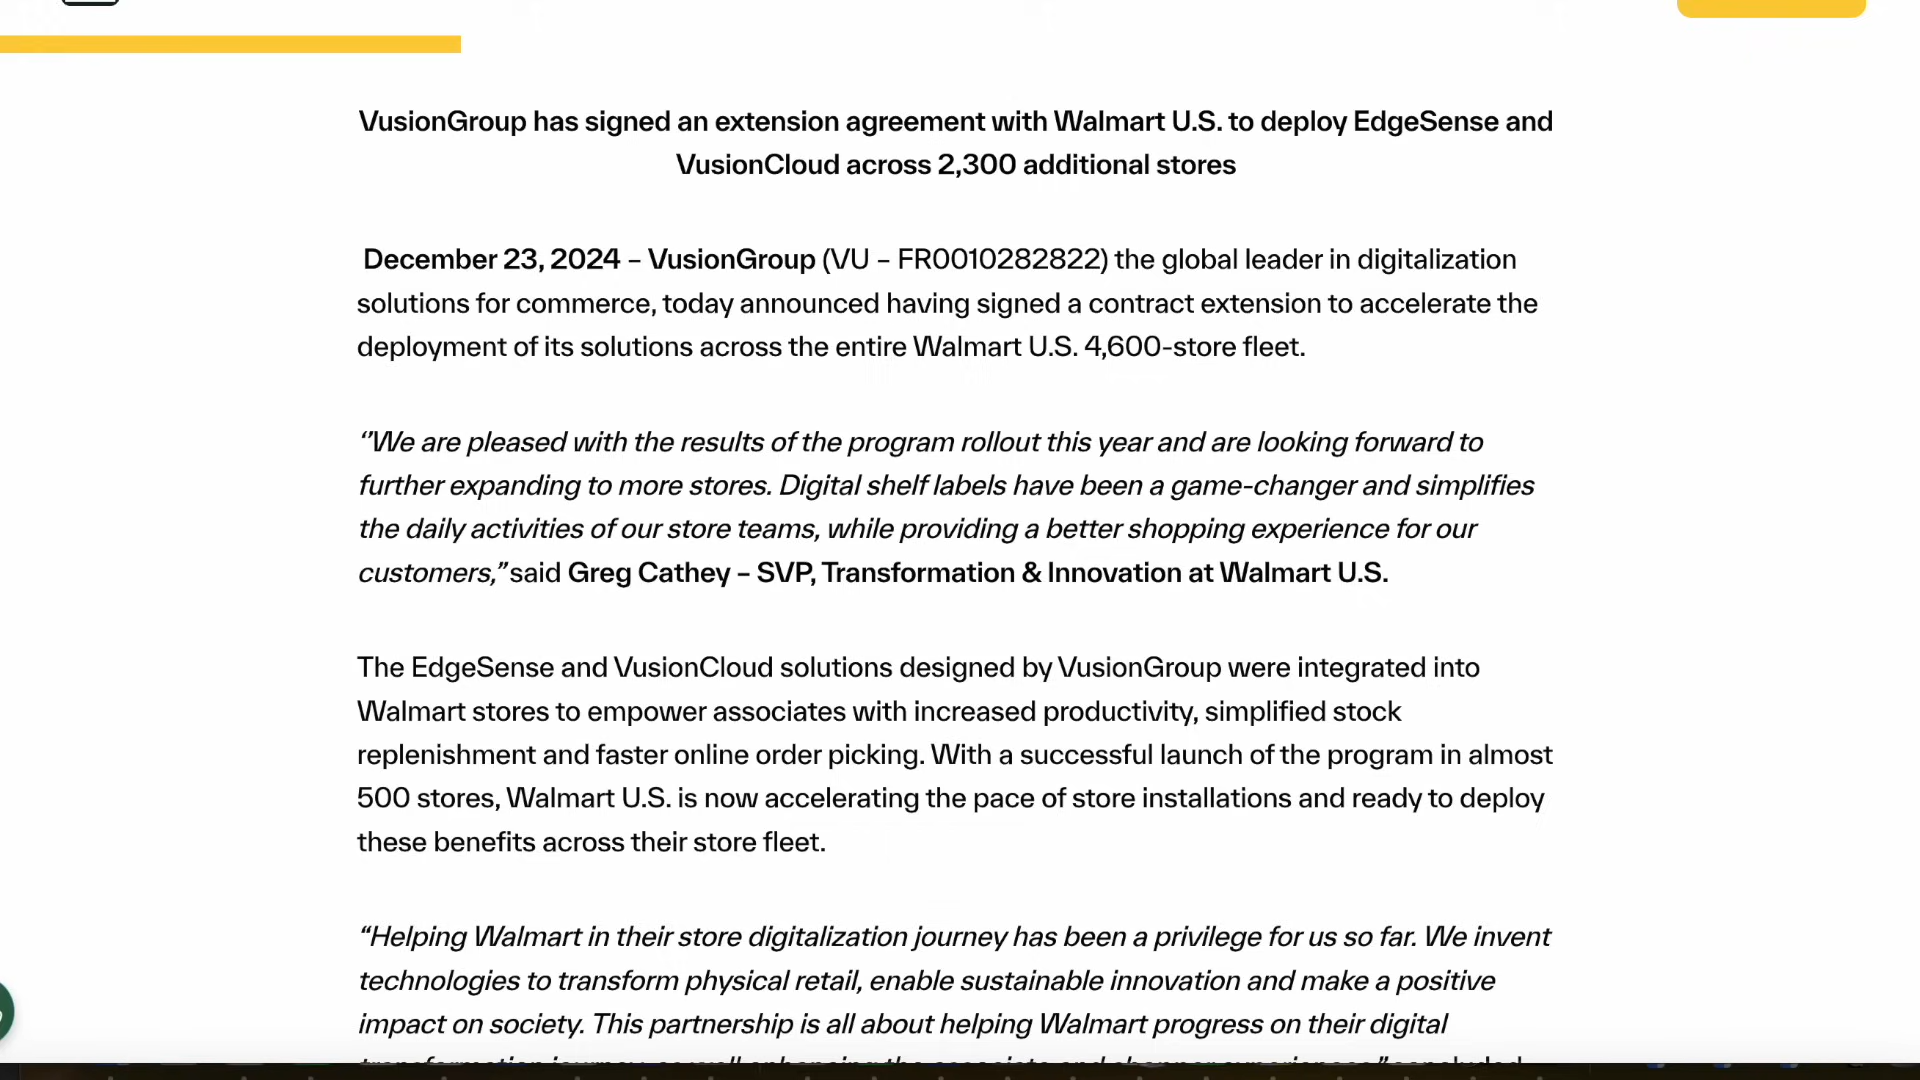 VusionGroup has signed an extension agreement with Walmart U.S. to deploy EdgeSense and
VusionCloud across 2,300 additional stores
December 23, 2024 – VusionGroup (VU – FR0010282822) the global leader in digitalization
solutions for commerce, today announced having signed a contract extension to accelerate the
deployment of its solutions across the entire Walmart U.S. 4,600-store fleet.
‘’We are pleased with the results of the program rollout this year and are looking forward to
further expanding to more stores. Digital shelf labels have been a game-changer and simplifies
the daily activities of our store teams, while providing a better shopping experience for our
customers,” said Greg Cathey – SVP, Transformation & Innovation at Walmart U.S.
The EdgeSense and VusionCloud solutions designed by VusionGroup were integrated into
Walmart stores to empower associates with increased productivity, simplified stock
replenishment and faster online order picking. With a successful launch of the program in almost
500 stores, Walmart U.S. is now accelerating the pace of store installations and ready to deploy
these benefits across their store fleet.
“Helping Walmart in their store digitalization journey has been a privilege for us so far. We invent
technologies to transform physical retail, enable sustainable innovation and make a positive
impact on society. This partnership is all about helping Walmart progress on their digital